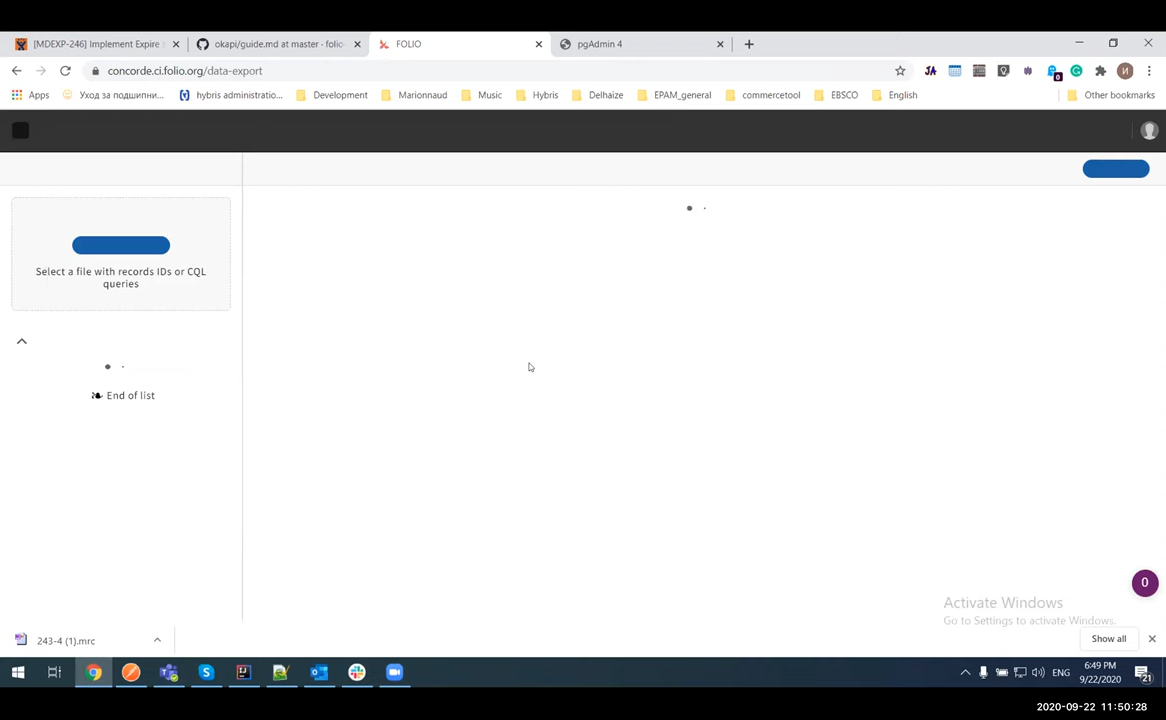 [MDEXP-246] Implement Expire
okapi/guide.md at master · folio-
FOLIO
pgAdmin 4
concorde.ci.folio.org/data-export
Apps
Уход за подшипни...
hybris administratio...
Development
Marionnaud
Music
Hybris
Delhaize
EPAM_general
commercetool
EBSCO
English
Other bookmarks
Select a file with records IDs or CQL
queries
End of list
0
Activate Windows
Go to Settings to activate Windows.
243-4 (1).mrc
Show all
ENG
6:49 PM
9/22/2020
21
2020-09-22 11:50:28